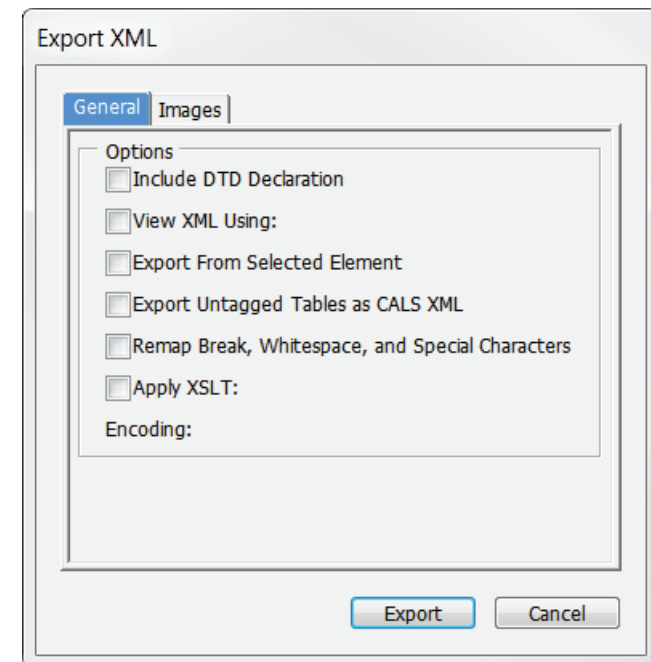 Export XML
General Images
Options
Include DTD Declaration
View XML Using:
Export From Selected Element
Export Untagged Tables as CALS XML
Remap Break, Whitespace, and Special Characters
Apply XSLT:
Encoding:
Export Cancel